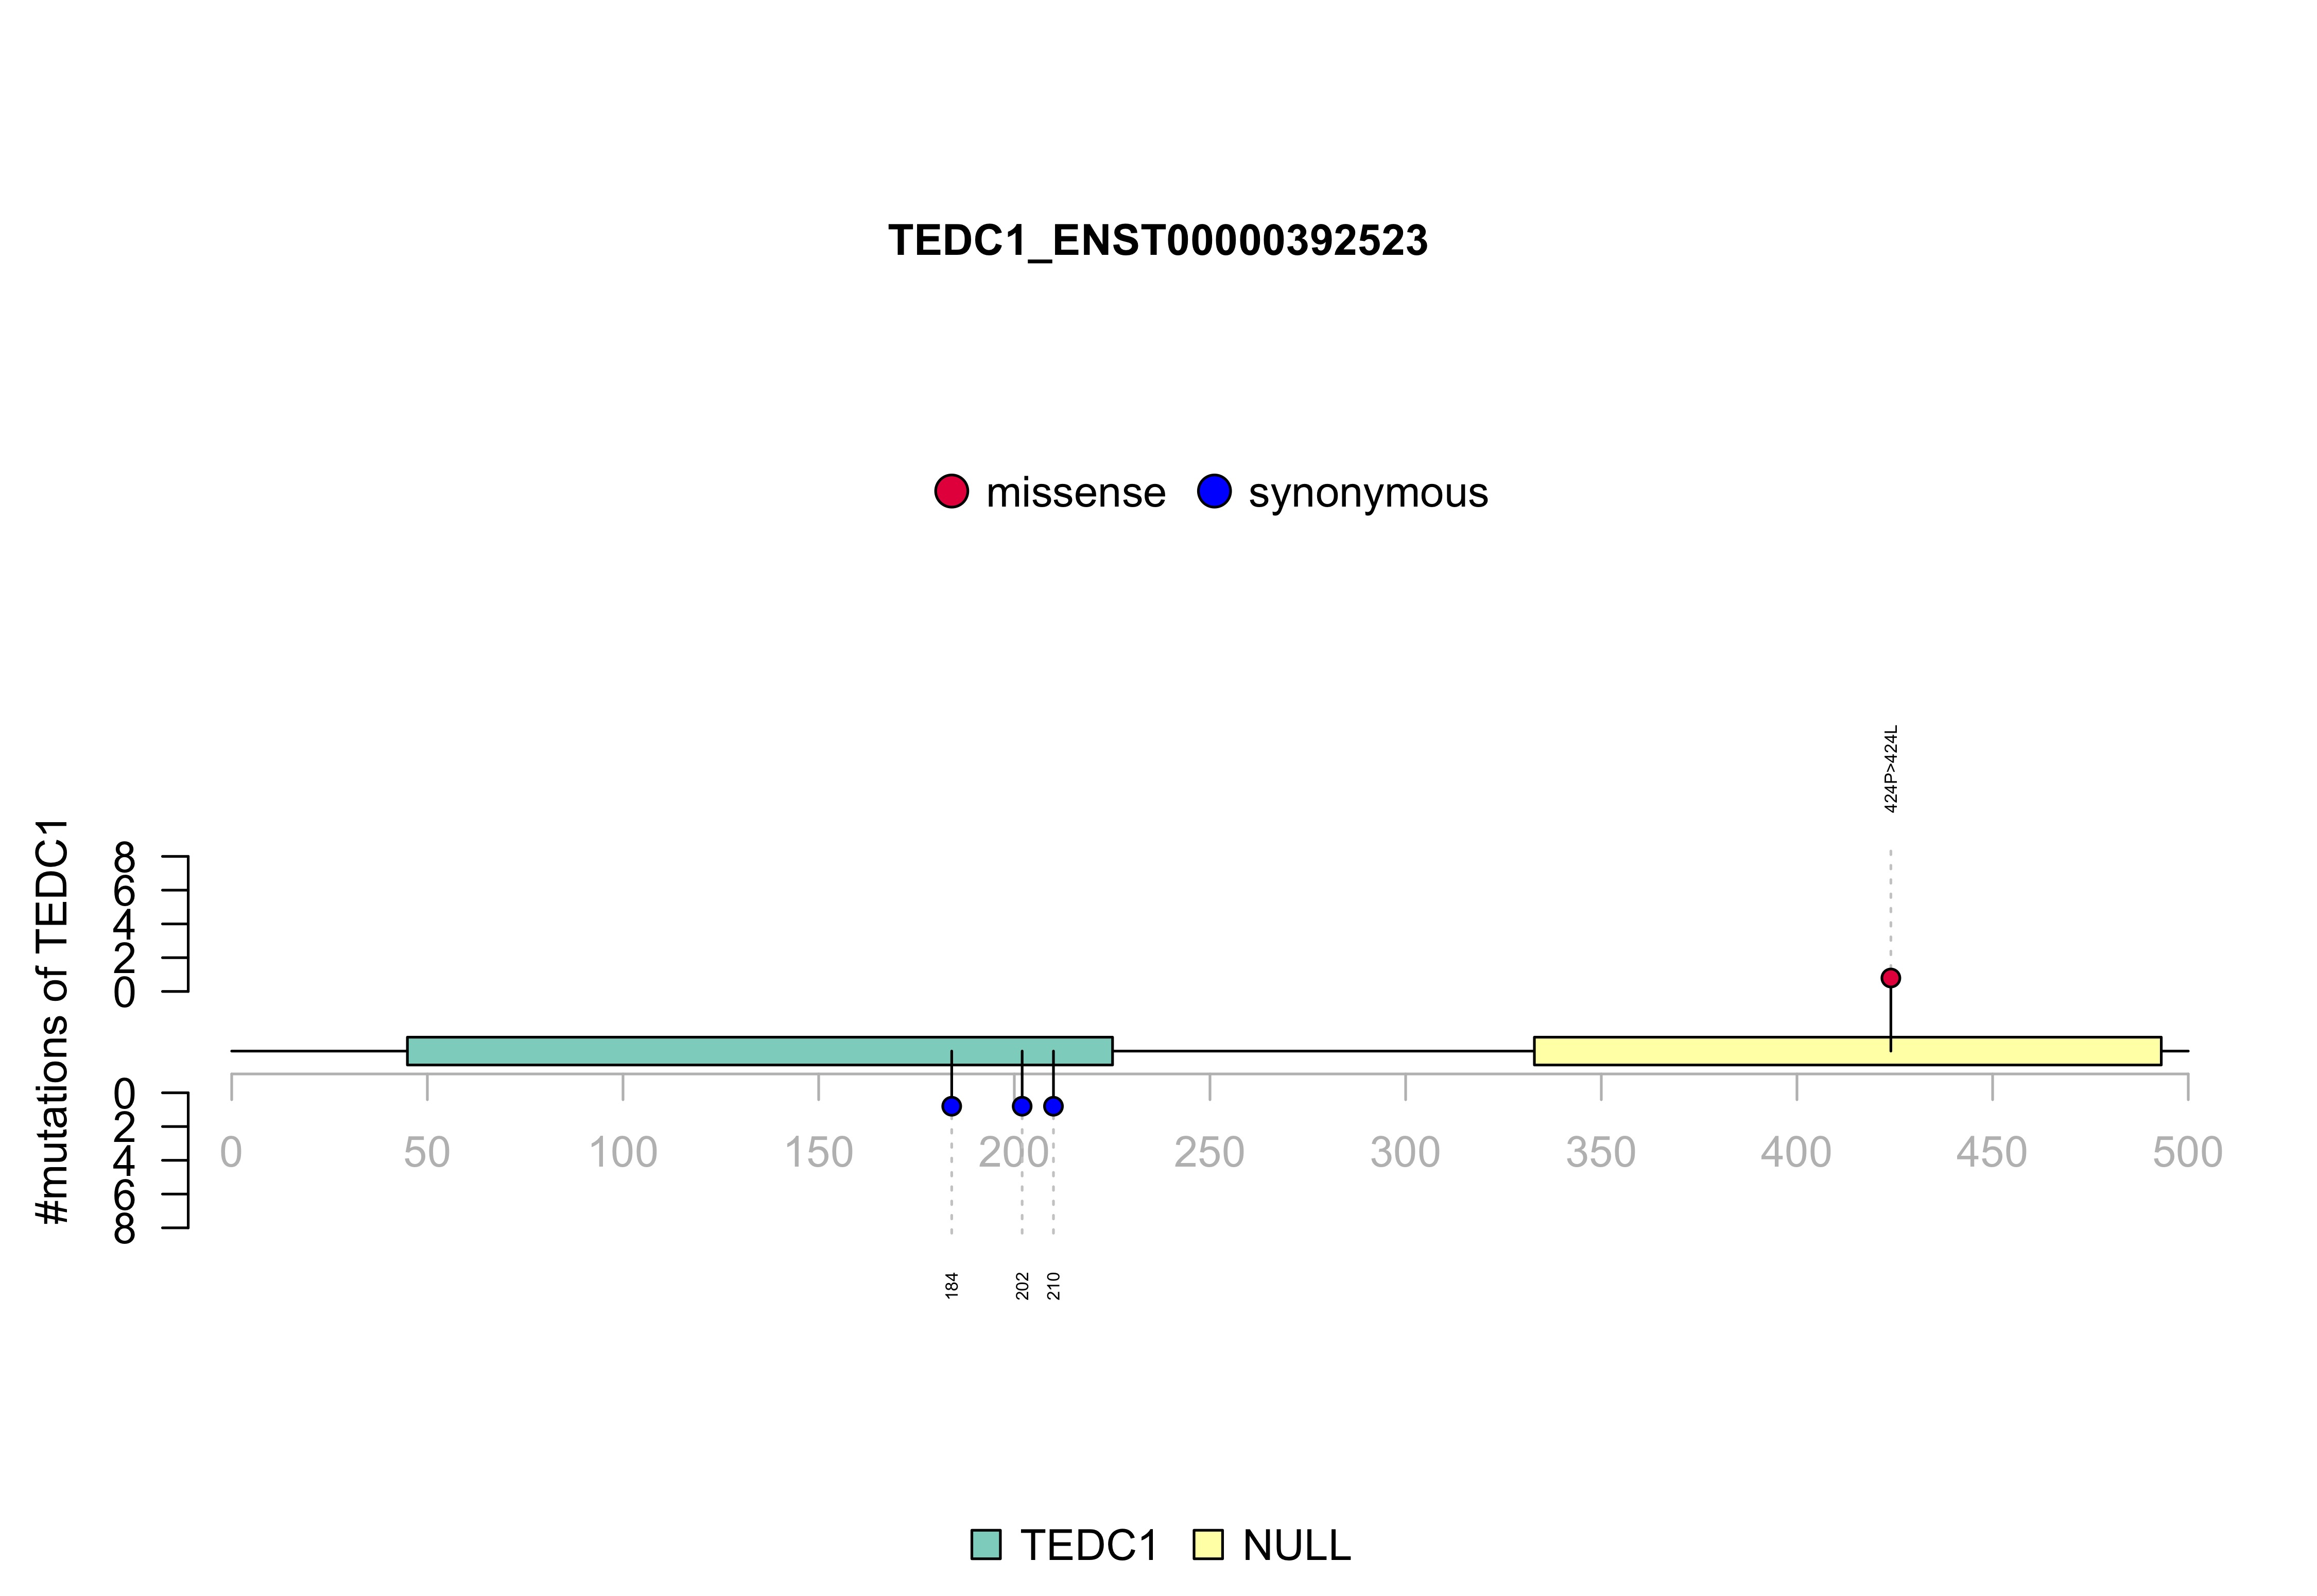 TEDC1_ENST00000392523
missense synonymous
424P>424L
#mutations of TEDC1
8
6
4
2
0
0
2
4
6
8
0 50 100 150 200 250 300 350 400 450 500
184 202 210
TEDC1 NULL